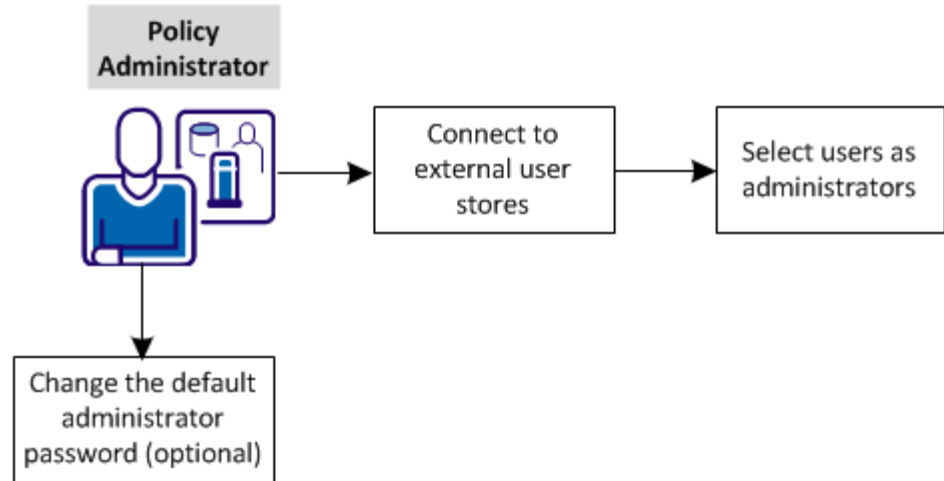 Policy
Administrator
Connect to
external user
stores
Select users as
administrators
Change the default
administrator
password (optional)